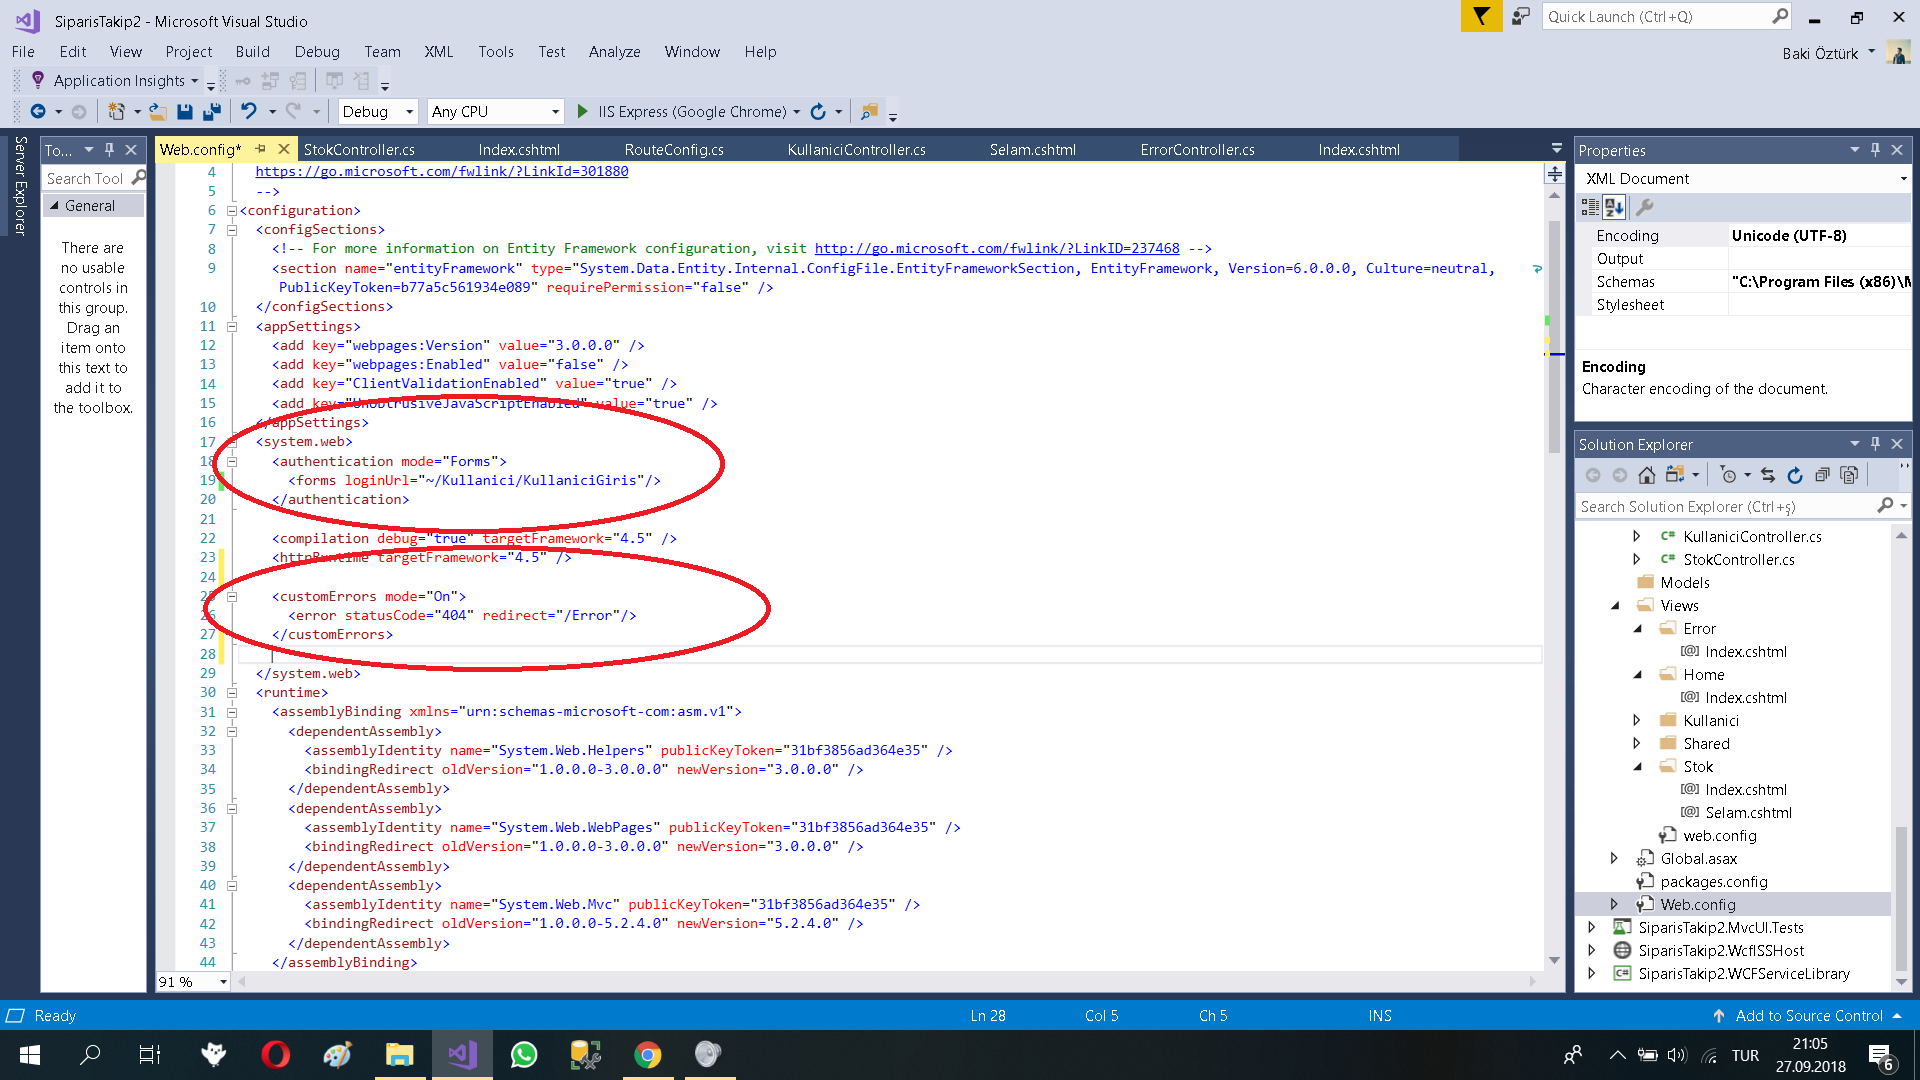 SiparisTakip2 - Microsoft Visual Studio
Quick Launch (Ctrl+Q)
File Edit View Project Build Debug Team XML Tools Test Analyze Window Help
Baki Öztürk
Application Insights
Debug Any CPU IIS Express (Google Chrome)
Server Explorer
To...
Search Tool
General
There are
no usable
controls in
this group.
Drag an
item onto
this text to
add it to
the toolbox.
Web.config* StokController.cs Index.cshtml RouteConfig.cs KullaniciController.cs Selam.cshtml ErrorController.cs Index.cshtml
4 https://go.microsoft.com/fwlink/?LinkId=301880
5 -->
6 <configuration>
7 <configSections>
8 <!-- For more information on Entity Framework configuration, visit http://go.microsoft.com/fwlink/?LinkID=237468 -->
9 <section name="entityFramework" type="System.Data.Entity.Internal.ConfigFile.EntityFrameworkSection, EntityFramework, Version=6.0.0.0, Culture=neutral,
PublicKeyToken=b77a5c561934e089" requirePermission="false" />
10 </configSections>
11 <appSettings>
12 <add key="webpages:Version" value="3.0.0.0" />
13 <add key="webpages:Enabled" value="false" />
14 <add key="ClientValidationEnabled" value="true" />
15 <add key="UnobtrusiveJavaScriptEnabled" value="true" />
16 </appSettings>
17 <system.web>
18 <authentication mode="Forms">
19 <forms loginUrl="~/Kullanici/KullaniciGiris"/>
20 </authentication>
21
22 <compilation debug="true" targetFramework="4.5" />
23 <httpRuntime targetFramework="4.5" />
24
25 <customErrors mode="On">
26 <error statusCode="404" redirect="/Error"/>
27 </customErrors>
28
29 </system.web>
30 <runtime>
31 <assemblyBinding xmlns="urn:schemas-microsoft-com:asm.v1">
32 <dependentAssembly>
33 <assemblyIdentity name="System.Web.Helpers" publicKeyToken="31bf3856ad364e35" />
34 <bindingRedirect oldVersion="1.0.0.0-3.0.0.0" newVersion="3.0.0.0" />
35 </dependentAssembly>
36 <dependentAssembly>
37 <assemblyIdentity name="System.Web.WebPages" publicKeyToken="31bf3856ad364e35" />
38 <bindingRedirect oldVersion="1.0.0.0-3.0.0.0" newVersion="3.0.0.0" />
39 </dependentAssembly>
40 <dependentAssembly>
41 <assemblyIdentity name="System.Web.Mvc" publicKeyToken="31bf3856ad364e35" />
42 <bindingRedirect oldVersion="1.0.0.0-5.2.4.0" newVersion="5.2.4.0" />
43 </dependentAssembly>
44 </assemblyBinding>
91 %
Properties
XML Document
Encoding Unicode (UTF-8)
Output
Schemas "C:\Program Files (x86)\M
Stylesheet
Encoding
Character encoding of the document.
Solution Explorer
Search Solution Explorer (Ctrl+ş)
KullaniciController.cs
StokController.cs
Models
Views
Error
Index.cshtml
Home
Index.cshtml
Kullanici
Shared
Stok
Index.cshtml
Selam.cshtml
web.config
Global.asax
packages.config
Web.config
SiparisTakip2.MvcUI.Tests
SiparisTakip2.WcfISSHost
SiparisTakip2.WCFServiceLibrary
Ready Ln 28 Col 5 Ch 5 INS Add to Source Control
TUR
21:05
27.09.2018
6